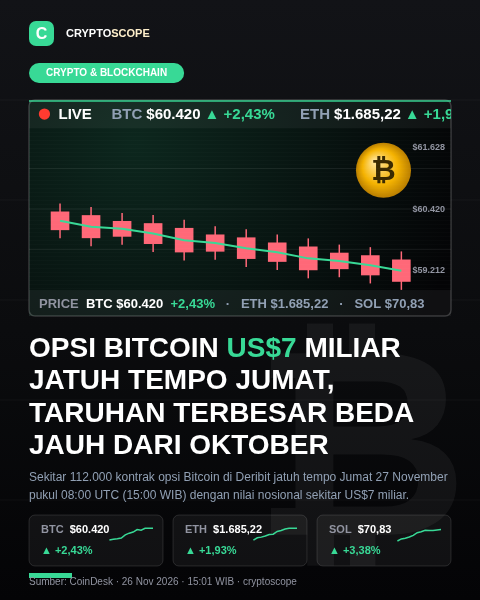 C CRYPTOSCOPE
CRYPTO & BLOCKCHAIN
LIVE BTC $60.420 ▲ +2,43% ETH $1.685,22 ▲ +1,9
₿
$61.628
$60.420
$59.212
PRICE BTC $60.420 +2,43% · ETH $1.685,22 · SOL $70,83
OPSI BITCOIN US$7 MILIAR
JATUH TEMPO JUMAT,
TARUHAN TERBESAR BEDA
JAUH DARI OKTOBER
Sekitar 112.000 kontrak opsi Bitcoin di Deribit jatuh tempo Jumat 27 November
pukul 08:00 UTC (15:00 WIB) dengan nilai nosional sekitar US$7 miliar.
BTC $60.420
▲ +2,43%
ETH $1.685,22
▲ +1,93%
SOL $70,83
▲ +3,38%
Sumber: CoinDesk · 26 Nov 2026 · 15:01 WIB · cryptoscope